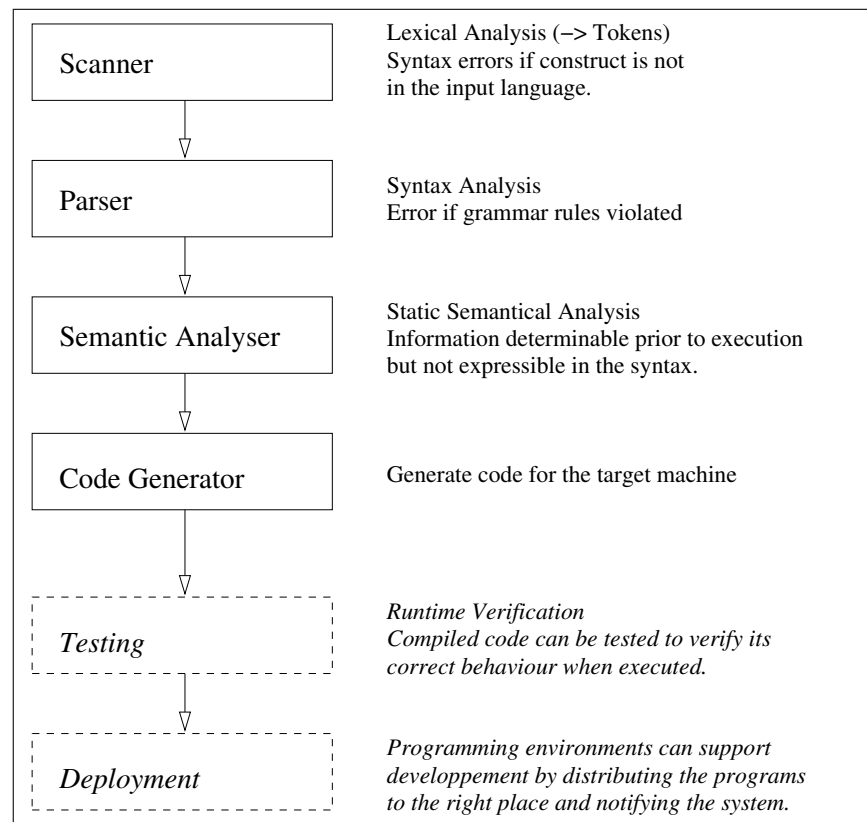 Scanner
Lexical Analysis (−> Tokens)
Syntax errors if construct is not
in the input language.
Parser
Syntax Analysis
Error if grammar rules violated
Semantic Analyser
Static Semantical Analysis
Information determinable prior to execution
but not expressible in the syntax.
Code Generator
Generate code for the target machine
Testing
Runtime Verification
Compiled code can be tested to verify its
correct behaviour when executed.
Deployment
Programming environments can support
developpement by distributing the programs
to the right place and notifying the system.